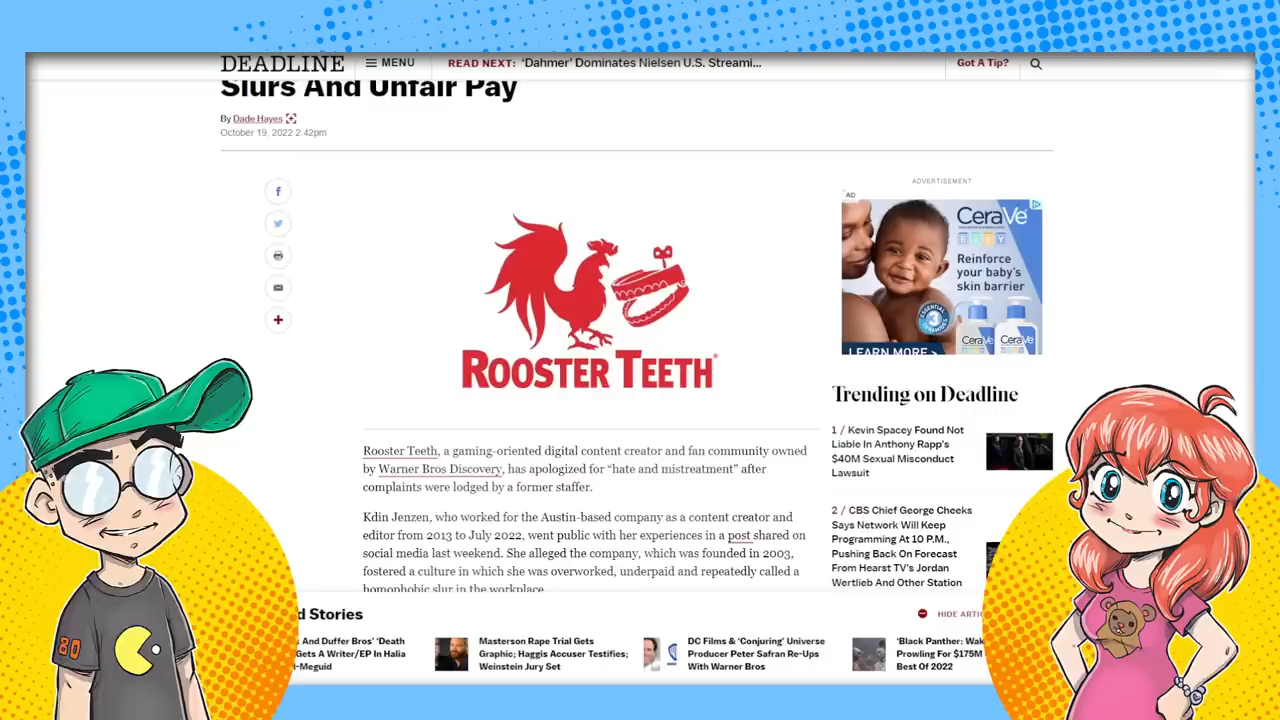 DEADLINE
MENU
READ NEXT: ‘Dahmer’ Dominates Nielsen U.S. Streami...
Got A Tip?
Slurs And Unfair Pay
By Dade Hayes
October 19, 2022 2:42pm
ADVERTISEMENT
AD
CeraVe
BABY
Reinforce
your baby's
skin barrier
3
ESSENTIAL
CERAMIDES
LEARN MORE >
ROOSTER TEETH
Rooster Teeth, a gaming-oriented digital content creator and fan community owned
by Warner Bros Discovery, has apologized for “hate and mistreatment” after
complaints were lodged by a former staffer.
Kdin Jenzen, who worked for the Austin-based company as a content creator and
editor from 2013 to July 2022, went public with her experiences in a post shared on
social media last weekend. She alleged the company, which was founded in 2003,
fostered a culture in which she was overworked, underpaid and repeatedly called a
homophobic slur in the workplace.
Trending on Deadline
1 / Kevin Spacey Found Not
Liable In Anthony Rapp's
$40M Sexual Misconduct
Lawsuit
2 / CBS Chief George Cheeks
Says Network Will Keep
Programming At 10 P.M.,
Pushing Back On Forecast
From Hearst TV's Jordan
Wertlieb And Other Station
d Stories
HIDE ARTI
And Duffer Bros' ‘Death
Gets A Writer/EP In Halia
-Meguid
Masterson Rape Trial Gets
Graphic; Haggis Accuser Testifies;
Weinstein Jury Set
DC Films & ‘Conjuring’ Universe
Producer Peter Safran Re-Ups
With Warner Bros
‘Black Panther: Wak
Prowling For $175M
Best Of 2022
80